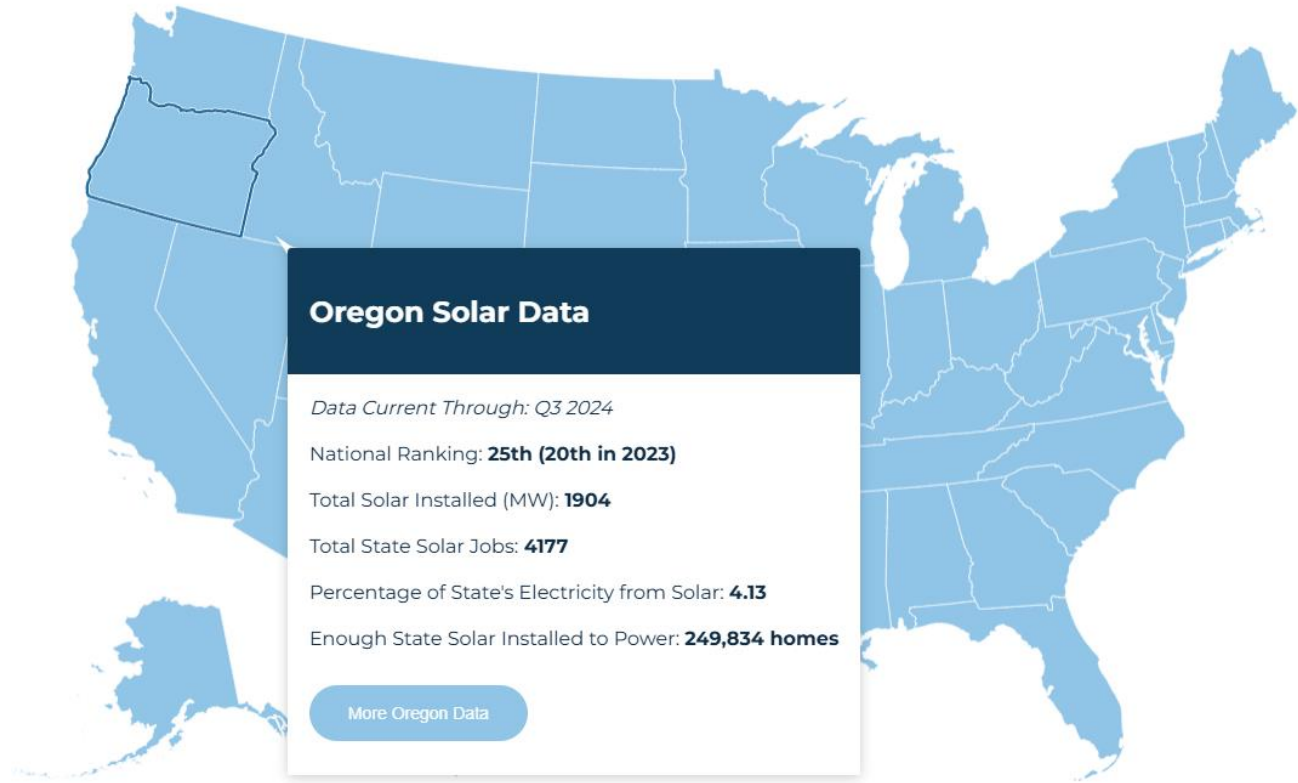 Oregon Solar Data
Data Current Through: Q3 2024
National Ranking: 25th (20th in 2023)
Total Solar Installed (MW): 1904
Total State Solar Jobs: 4177
Percentage of State's Electricity from Solar: 4.13
Enough State Solar Installed to Power: 249,834 homes
More Oregon Data